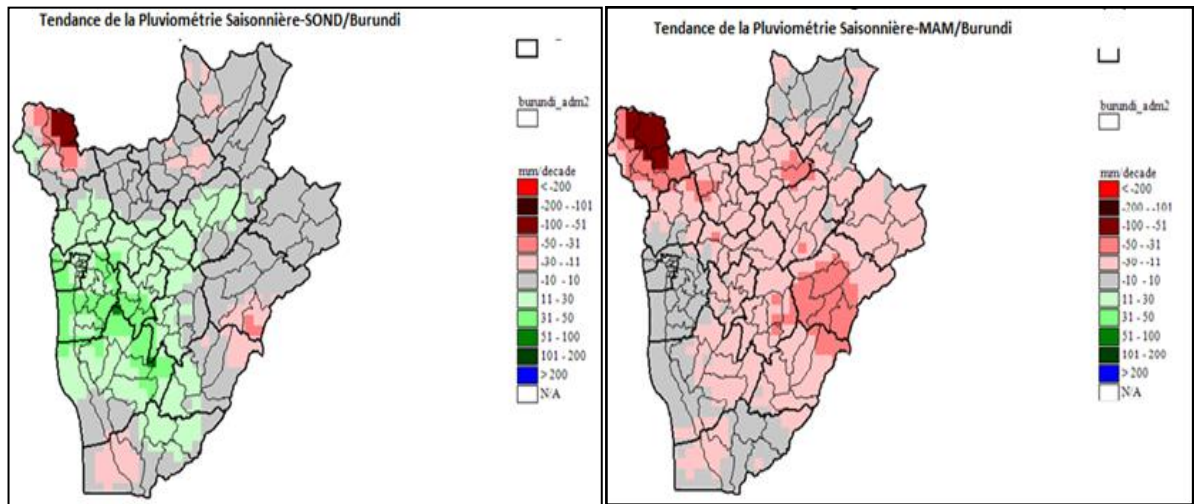 Tendance de la Pluviométrie Saisonnière-SOND/Burundi
burundi_adm2
mm/decade
< -200
-200 - -101
-100 - -51
-50 - -31
-30 - -11
-10 - 10
11 - 30
31 - 50
51 - 100
101 - 200
> 200
N/A
Tendance de la Pluviométrie Saisonnière-MAM/Burundi
burundi_adm2
mm/decade
< -200
-200 - -101
-100 - -51
-50 - -31
-30 - -11
-10 - 10
11 - 30
31 - 50
51 - 100
101 - 200
> 200
N/A